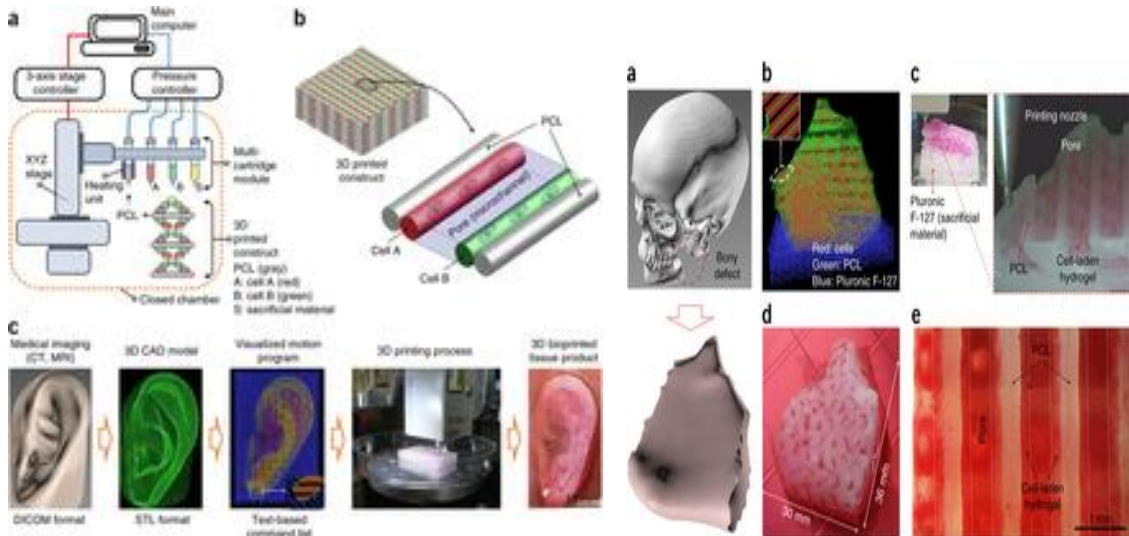 a
Main
computer
3-axis stage
controller
Pressure
controller
XYZ
stage
Heating
unit
A
B
S
PCL
Multi-
cartridge
module
3D
printed
construct
PCL (gray)
A: cell A (red)
B: cell B (green)
S: sacrificial material
Closed chamber
b
3D printed
construct
PCL
Pore (microchannel)
Cell A
Cell B
c
Medical imaging
(CT, MRI)
3D CAD model
Visualized motion
program
3D printing process
3D bioprinted
tissue product
DICOM format
STL format
Text-based
command list
a
Bony
defect
b
Red: cells
Green: PCL
Blue: Pluronic F-127
c
Pluronic
F-127 (sacrificial
material)
Printing nozzle
Pore
PCL
Cell-laden
hydrogel
d
30 mm
36 mm
e
PCL
Pore
Cell-laden
hydrogel
1 mm